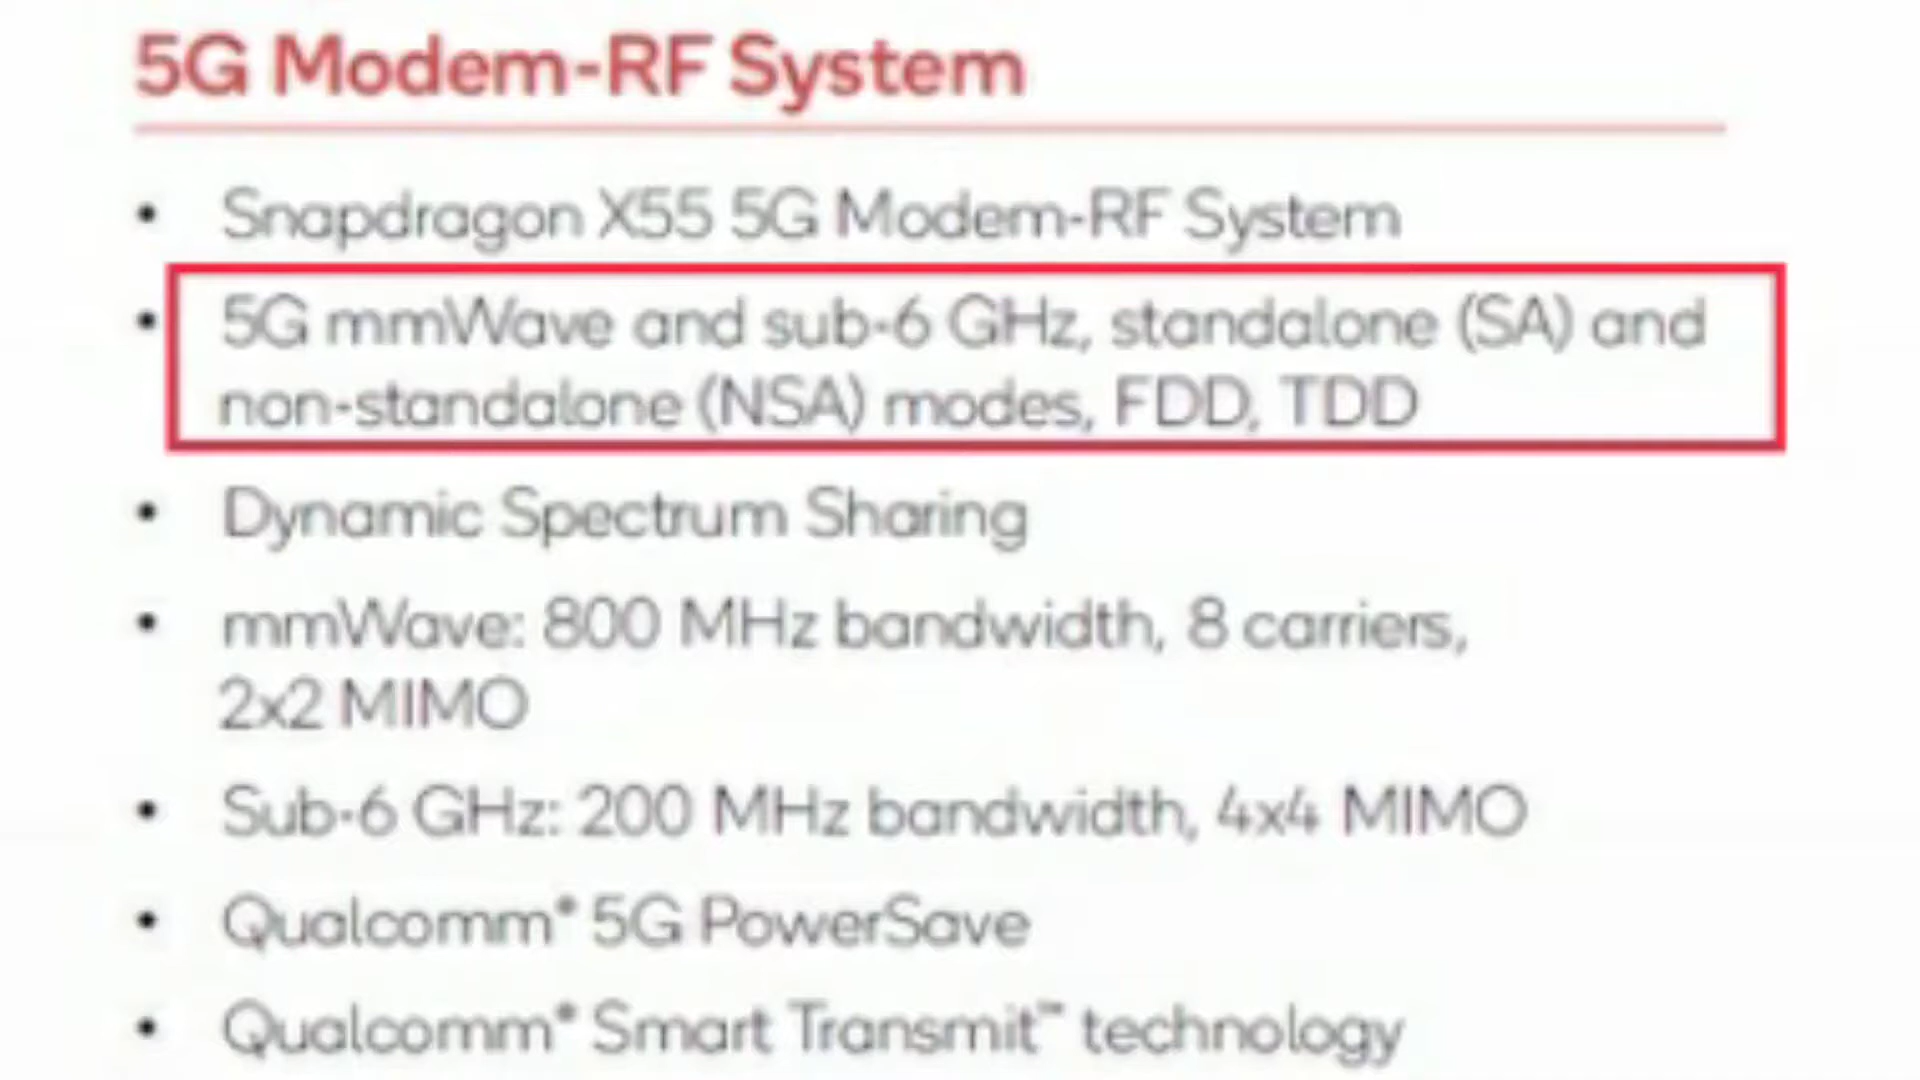 5G Modem-RF System
• Snapdragon X55 5G Modem-RF System
• 5G mmWave and sub-6 GHz, standalone (SA) and
non-standalone (NSA) modes, FDD, TDD
• Dynamic Spectrum Sharing
• mmWave: 800 MHz bandwidth, 8 carriers,
2x2 MIMO
• Sub-6 GHz: 200 MHz bandwidth, 4x4 MIMO
• Qualcomm® 5G PowerSave
• Qualcomm® Smart Transmit™ technology